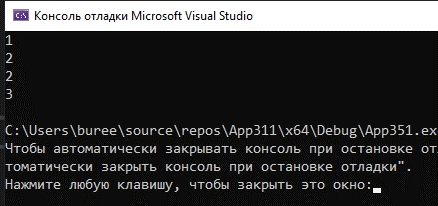 Консоль отладки Microsoft Visual Studio
1
2
2
3
C:\Users\buree\source\repos\App311\x64\Debug\App351.ex
Чтобы автоматически закрывать консоль при остановке от
томатически закрыть консоль при остановке отладки".
Нажмите любую клавишу, чтобы закрыть это окно: